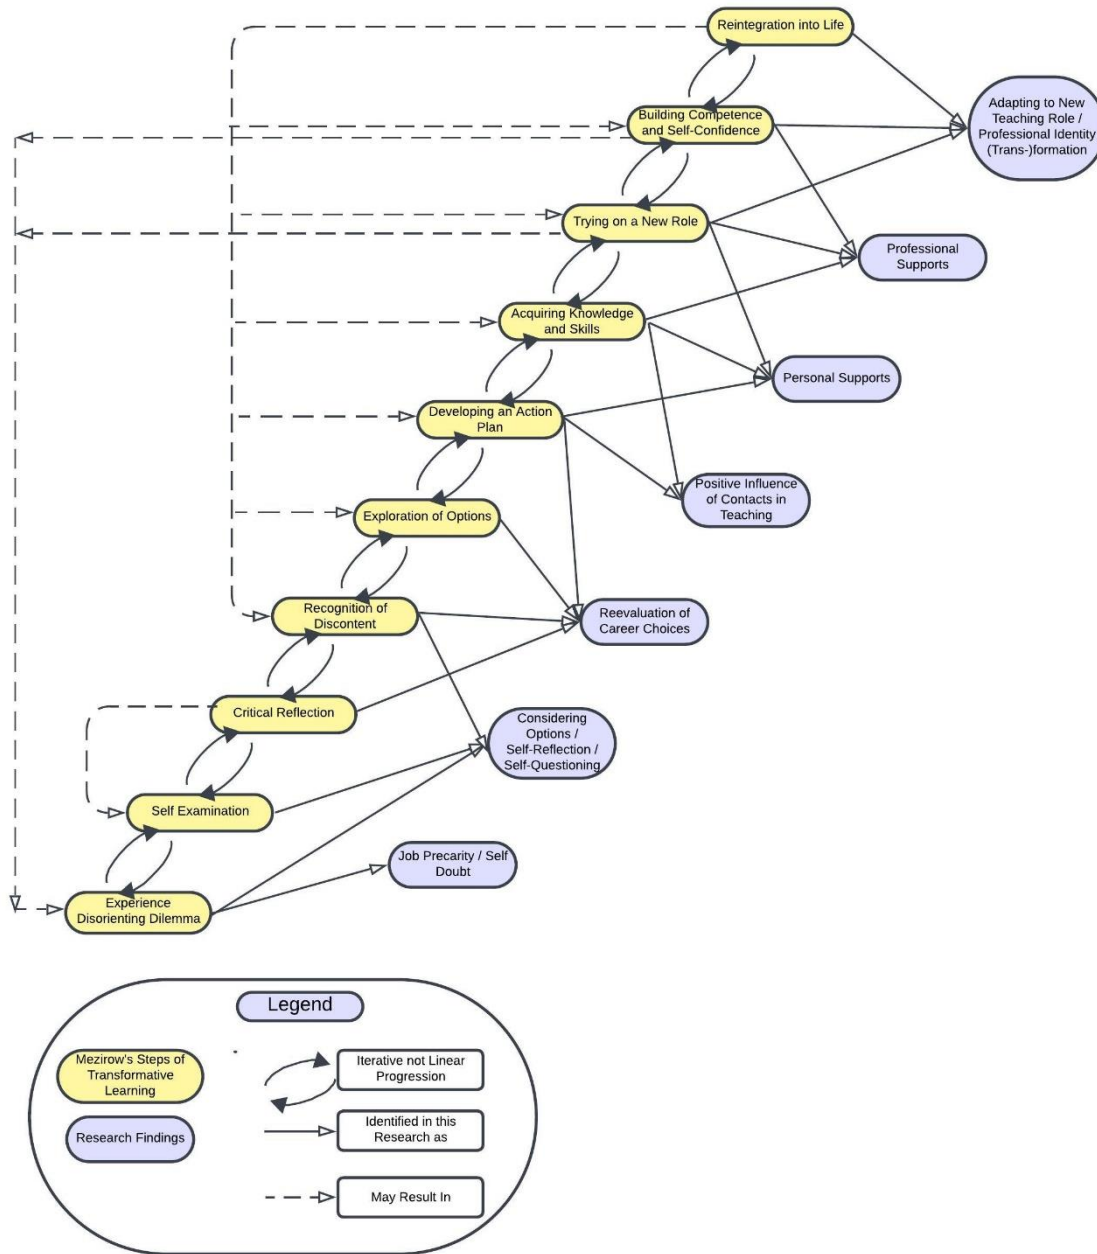 Reintegration into Life
Adapting to New
Teaching Role /
Professional Identity
(Trans-)formation
Building Competence
and Self-Confidence
Trying on a New Role
Professional
Supports
Acquiring Knowledge
and Skills
Personal Supports
Developing an Action
Plan
Positive Influence
of Contacts in
Teaching
Exploration of Options
Recognition of
Discontent
Reevaluation of
Career Choices
Critical Reflection
Considering
Options /
Self-Reflection /
Self-Questioning
Self Examination
Job Precarity / Self
Doubt
Experience
Disorienting Dilemma
Legend
Mezirow's Steps of
Transformative
Learning
Iterative not Linear
Progression
Research Findings
Identified in this
Research as
May Result In